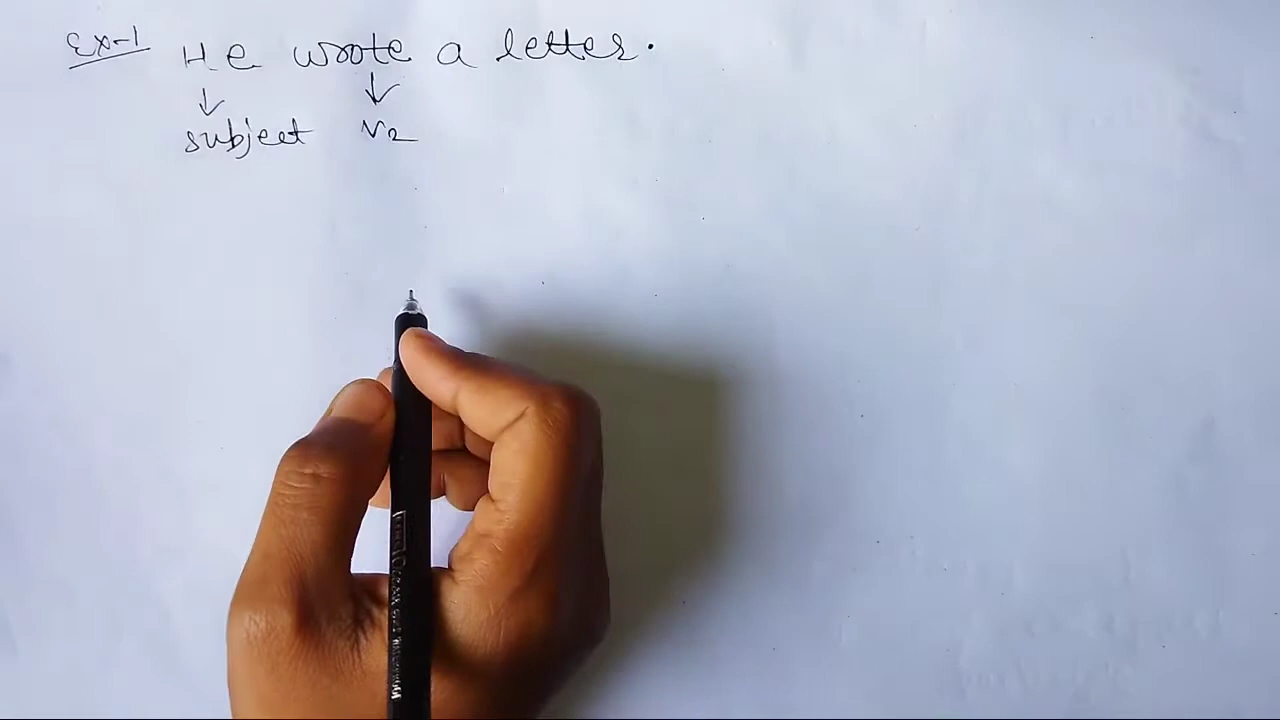 Ex-1 He wrote a letter.
↓ ↓
subject V2